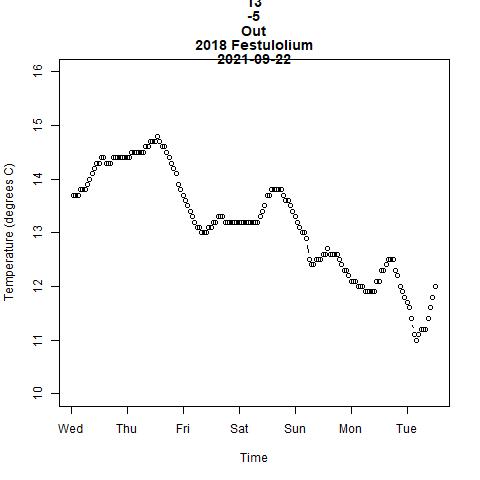 13
-5
Out
2018 Festulolium
2021-09-22
Temperature (degrees C)
16
15
14
13
12
11
10
Wed Thu Fri Sat Sun Mon Tue
Time